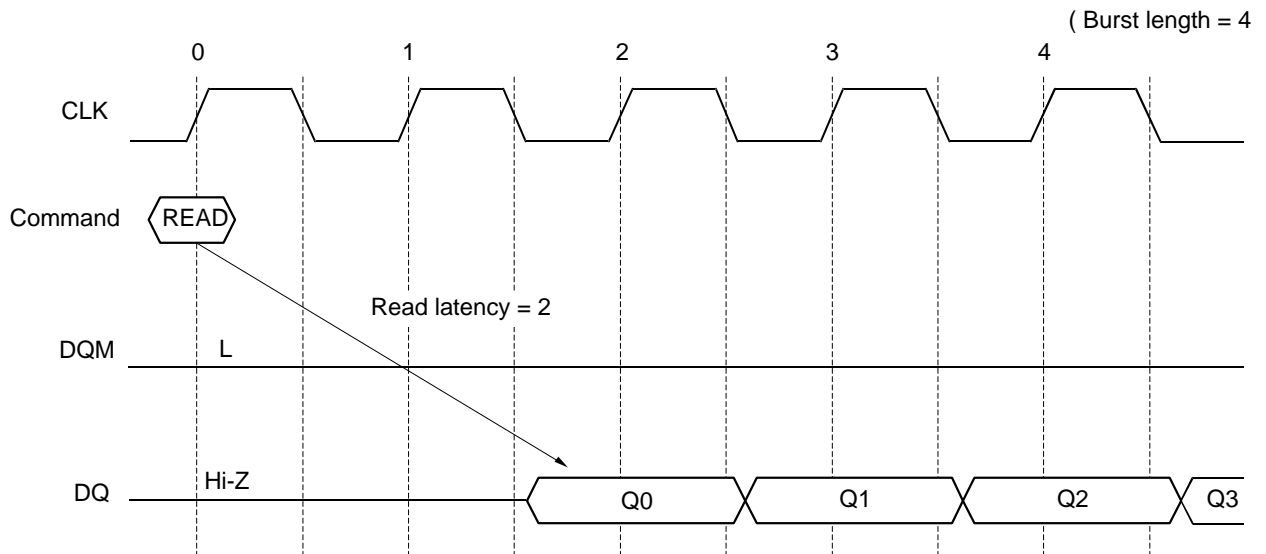 ( Burst length = 4
0 1 2 3 4
CLK
Command READ
Read latency = 2
DQM L
DQ Hi-Z Q0 Q1 Q2 Q3